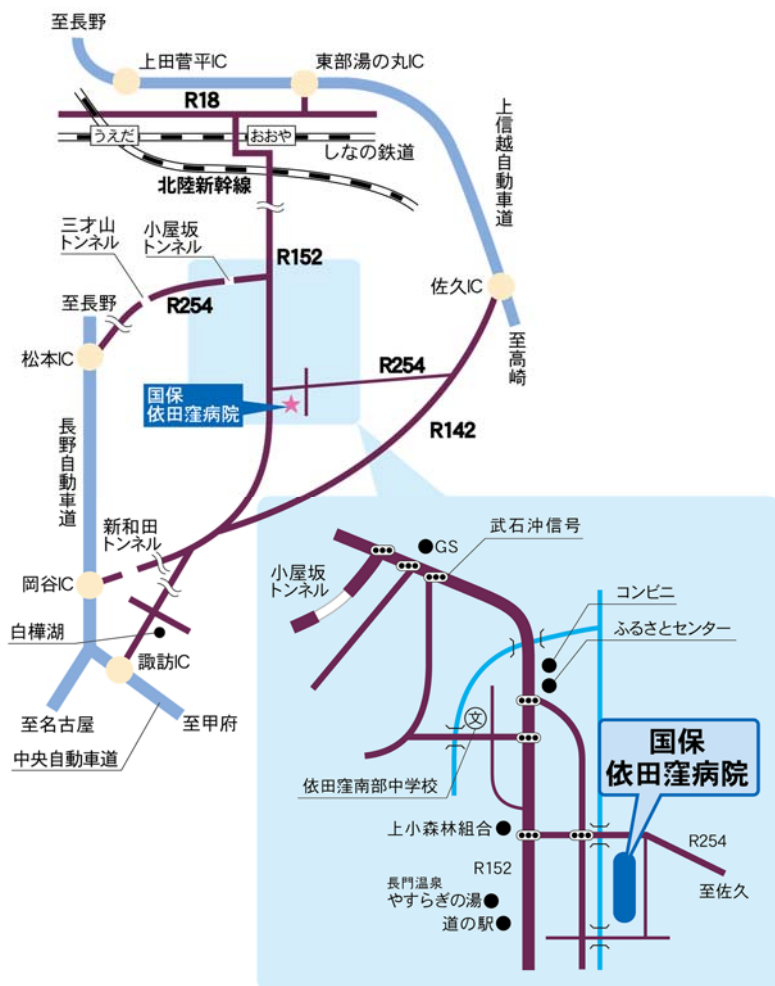 至長野
上田菅平IC
東部湯の丸IC
R18
うえだ
おおや
しなの鉄道
北陸新幹線
上信越自動車道
三才山
トンネル
小屋坂
トンネル
R152
R254
佐久IC
至長野
至高崎
松本IC
R254
国保
依田窪病院
R142
長野自動車道
新和田
トンネル
岡谷IC
白樺湖
諏訪IC
至名古屋
至甲府
中央自動車道
武石沖信号
GS
小屋坂
トンネル
コンビニ
ふるさとセンター
文
国保
依田窪病院
依田窪南部中学校
上小森林組合
R254
R152
至佐久
長門温泉
やすらぎの湯
道の駅